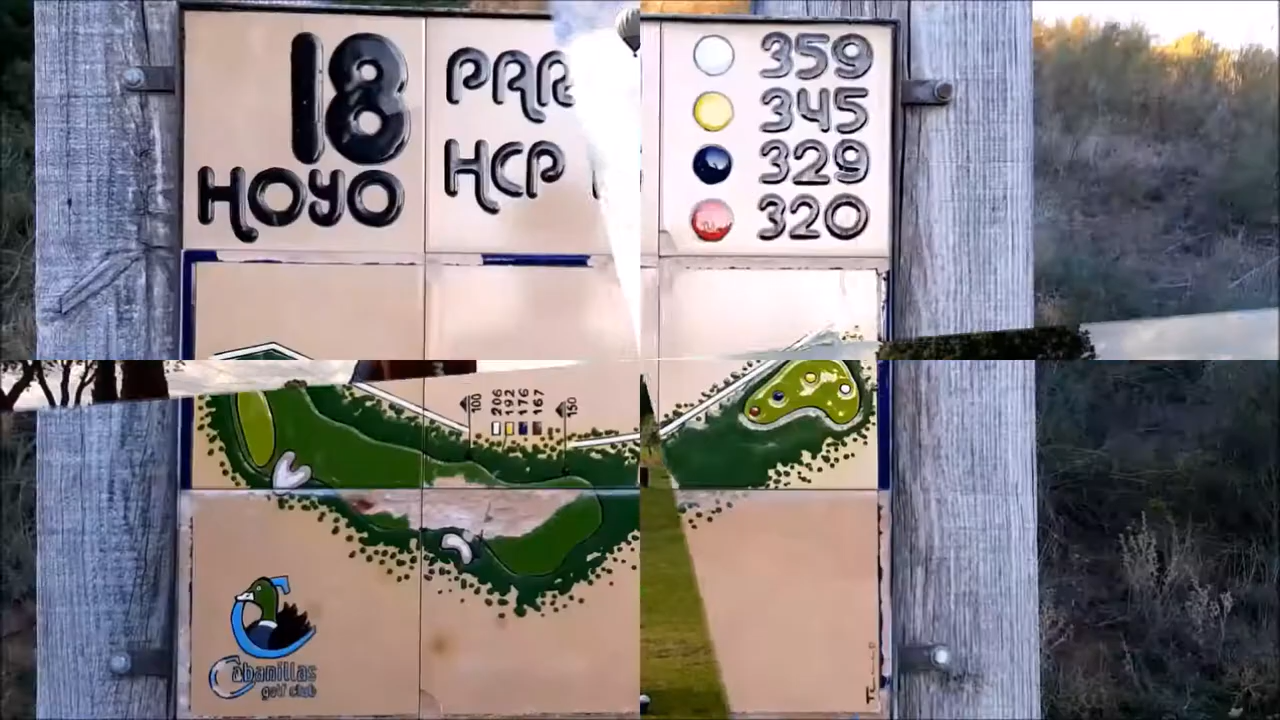 18
HOYO
PAR
HCP
359
345
329
320
100
206
192
176
167
150
Cabanillas
golf club